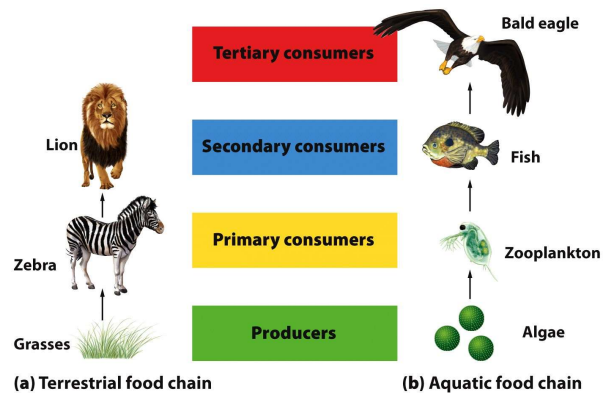 Bald eagle
Tertiary consumers
Lion
Secondary consumers
Fish
Zebra
Primary consumers
Zooplankton
Grasses
Producers
Algae
(a) Terrestrial food chain
(b) Aquatic food chain